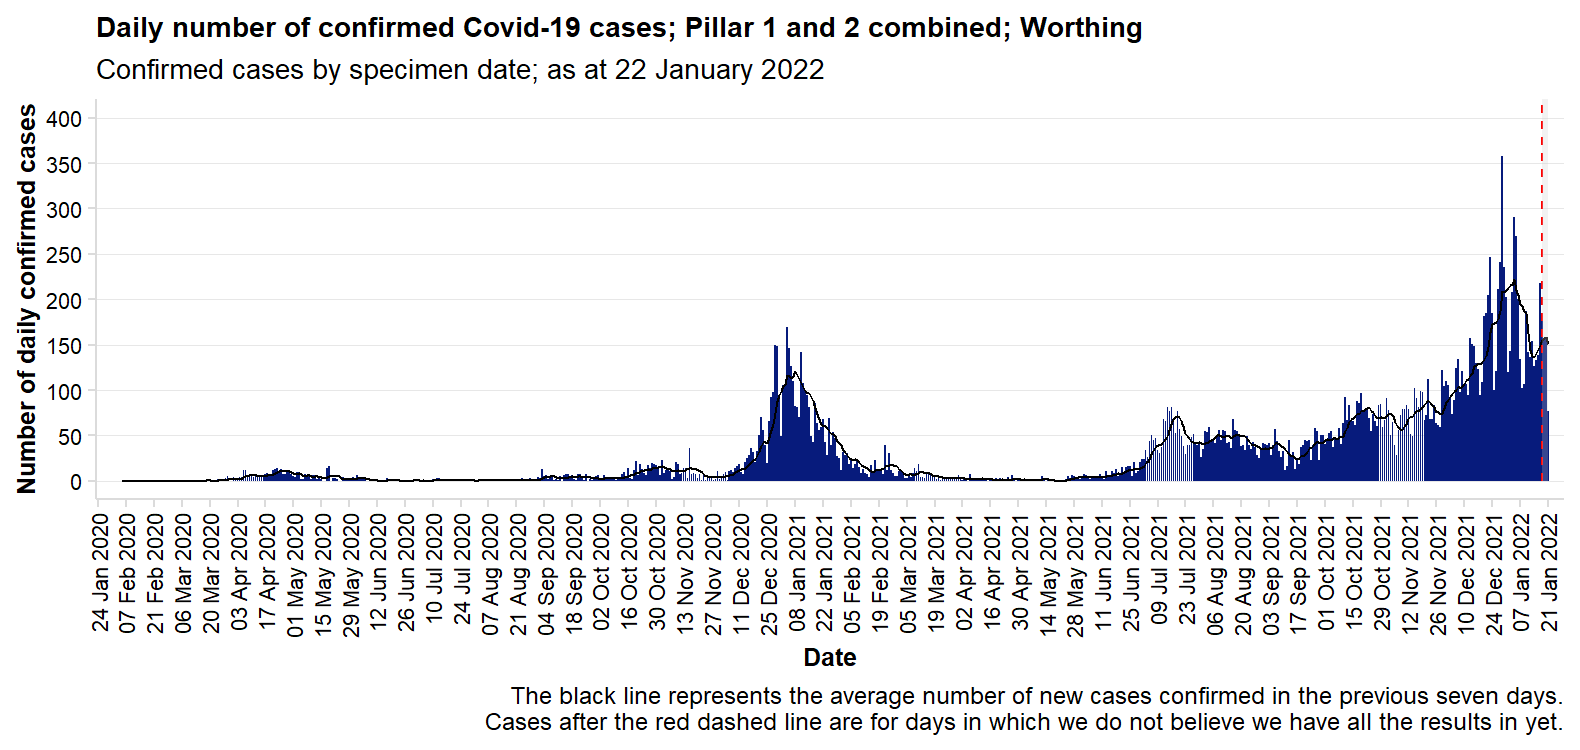 Daily number of confirmed Covid-19 cases; Pillar 1 and 2 combined; Worthing
Confirmed cases by specimen date; as at 22 January 2022
Number of daily confirmed cases
400
350
300
250
200
150
100
50
0
24 Jan 2020
07 Feb 2020
21 Feb 2020
06 Mar 2020
20 Mar 2020
03 Apr 2020
17 Apr 2020
01 May 2020
15 May 2020
29 May 2020
12 Jun 2020
26 Jun 2020
10 Jul 2020
24 Jul 2020
07 Aug 2020
21 Aug 2020
04 Sep 2020
18 Sep 2020
02 Oct 2020
16 Oct 2020
30 Oct 2020
13 Nov 2020
27 Nov 2020
11 Dec 2020
25 Dec 2020
08 Jan 2021
22 Jan 2021
05 Feb 2021
19 Feb 2021
05 Mar 2021
19 Mar 2021
02 Apr 2021
16 Apr 2021
30 Apr 2021
14 May 2021
28 May 2021
11 Jun 2021
25 Jun 2021
09 Jul 2021
23 Jul 2021
06 Aug 2021
20 Aug 2021
03 Sep 2021
17 Sep 2021
01 Oct 2021
15 Oct 2021
29 Oct 2021
12 Nov 2021
26 Nov 2021
10 Dec 2021
24 Dec 2021
07 Jan 2022
21 Jan 2022
Date
The black line represents the average number of new cases confirmed in the previous seven days.
Cases after the red dashed line are for days in which we do not believe we have all the results in yet.